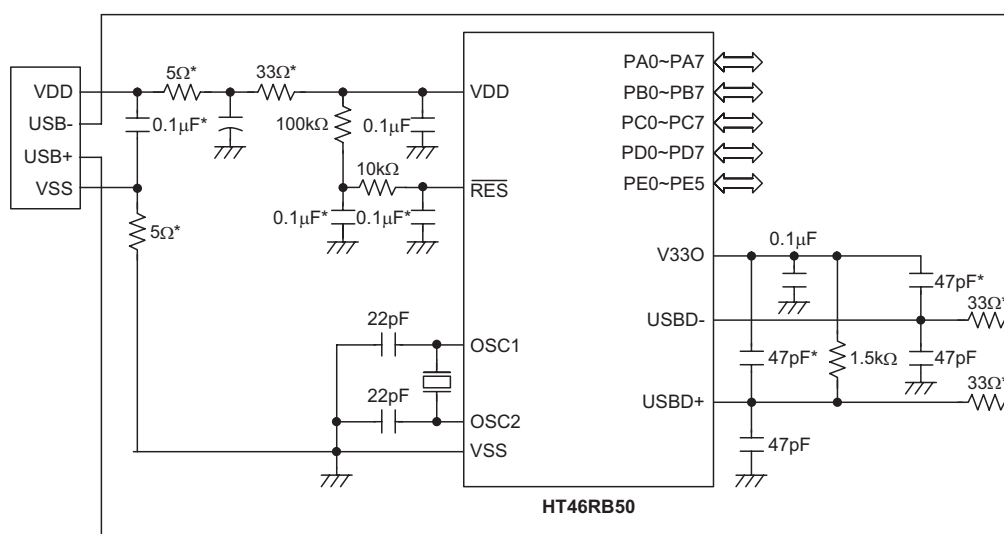 VDD
USB-
USB+
VSS
5Ω*
33Ω*
0.1μF*
100kΩ
0.1μF
10kΩ
0.1μF*
0.1μF*
5Ω*
22pF
22pF
VDD
RES
OSC1
OSC2
VSS
PA0~PA7
PB0~PB7
PC0~PC7
PD0~PD7
PE0~PE5
V33O
USBD-
USBD+
0.1μF
47pF*
33Ω*
47pF*
1.5kΩ
47pF
33Ω*
47pF
HT46RB50